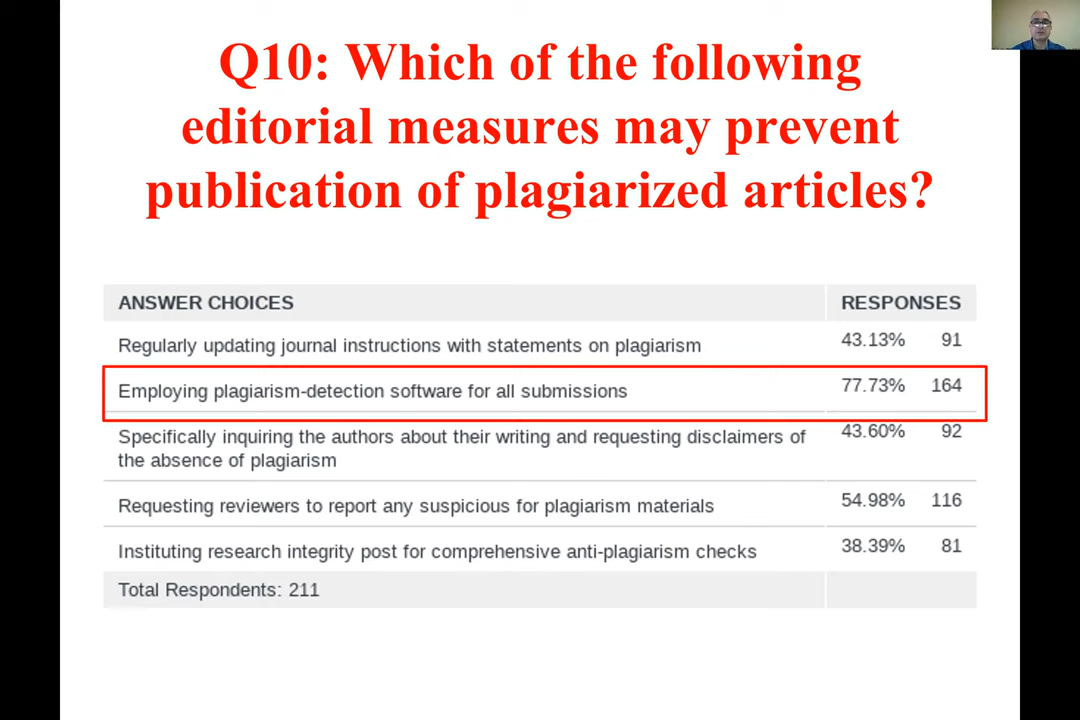 Q10: Which of the following
editorial measures may prevent
publication of plagiarized articles?
ANSWER CHOICES RESPONSES
Regularly updating journal instructions with statements on plagiarism 43.13% 91
Employing plagiarism-detection software for all submissions 77.73% 164
Specifically inquiring the authors about their writing and requesting disclaimers of 43.60% 92
the absence of plagiarism
Requesting reviewers to report any suspicious for plagiarism materials 54.98% 116
Instituting research integrity post for comprehensive anti-plagiarism checks 38.39% 81
Total Respondents: 211